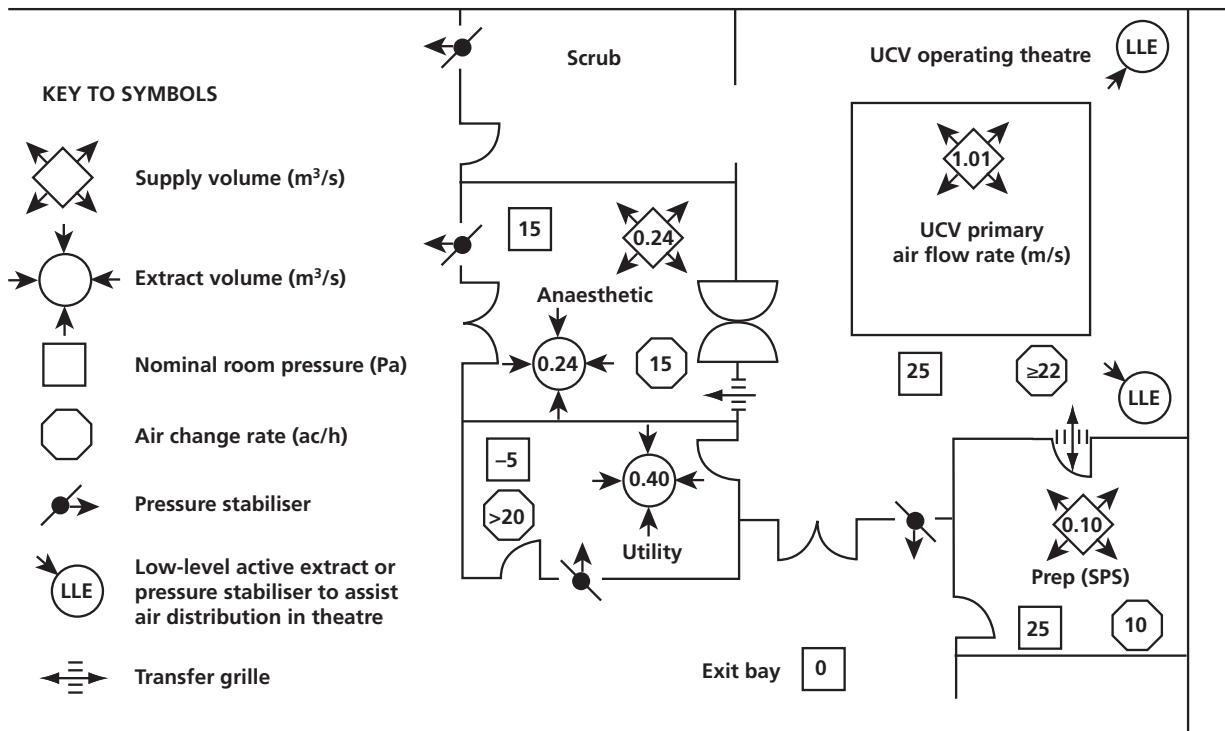 KEY TO SYMBOLS
Supply volume (m³/s)
Extract volume (m³/s)
Nominal room pressure (Pa)
Air change rate (ac/h)
Pressure stabiliser
LLE
Low-level active extract or
pressure stabiliser to assist
air distribution in theatre
Transfer grille
Scrub
UCV operating theatre
LLE
1.01
UCV primary
air flow rate (m/s)
15
0.24
Anaesthetic
0.24
15
25
≥22
LLE
–5
0.40
>20
Utility
0.10
Prep (SPS)
25
10
Exit bay
0